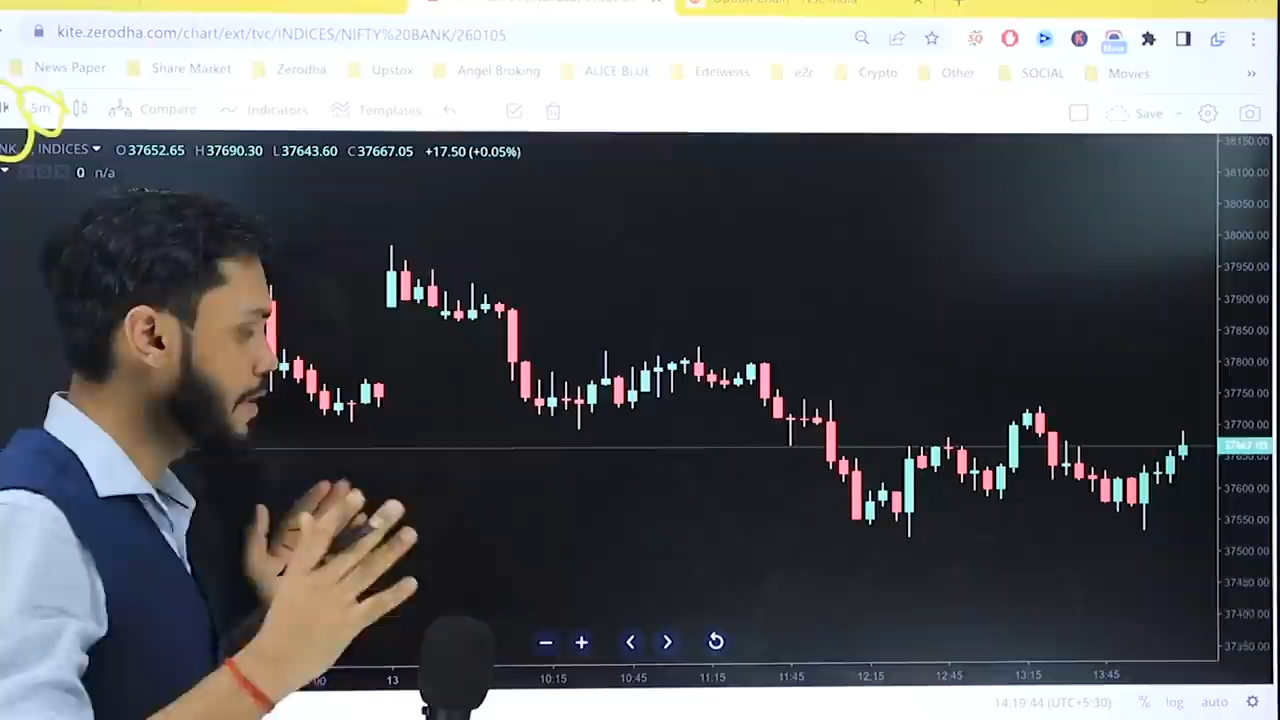 kite.zerodha.com/chart/ext/tvc/INDICES/NIFTY%20BANK/260105
News Paper Share Market Zerodha Upstox Angel Broking ALICE BLUE Edelweiss e2r Crypto Other SOCIAL Movies »
5m Compare Indicators Templates Save
INDICES O37652.65 H37690.30 L37643.60 C37667.05 +17.50 (+0.05%)
0 n/a
38150.00
38100.00
38050.00
38000.00
37950.00
37900.00
37850.00
37800.00
37750.00
37700.00
37650.00
37600.00
37550.00
37500.00
37450.00
37400.00
37350.00
13 10:15 10:45 11:15 11:45 12:15 12:45 13:15 13:45
14:19:44 (UTC+5:30) % log auto